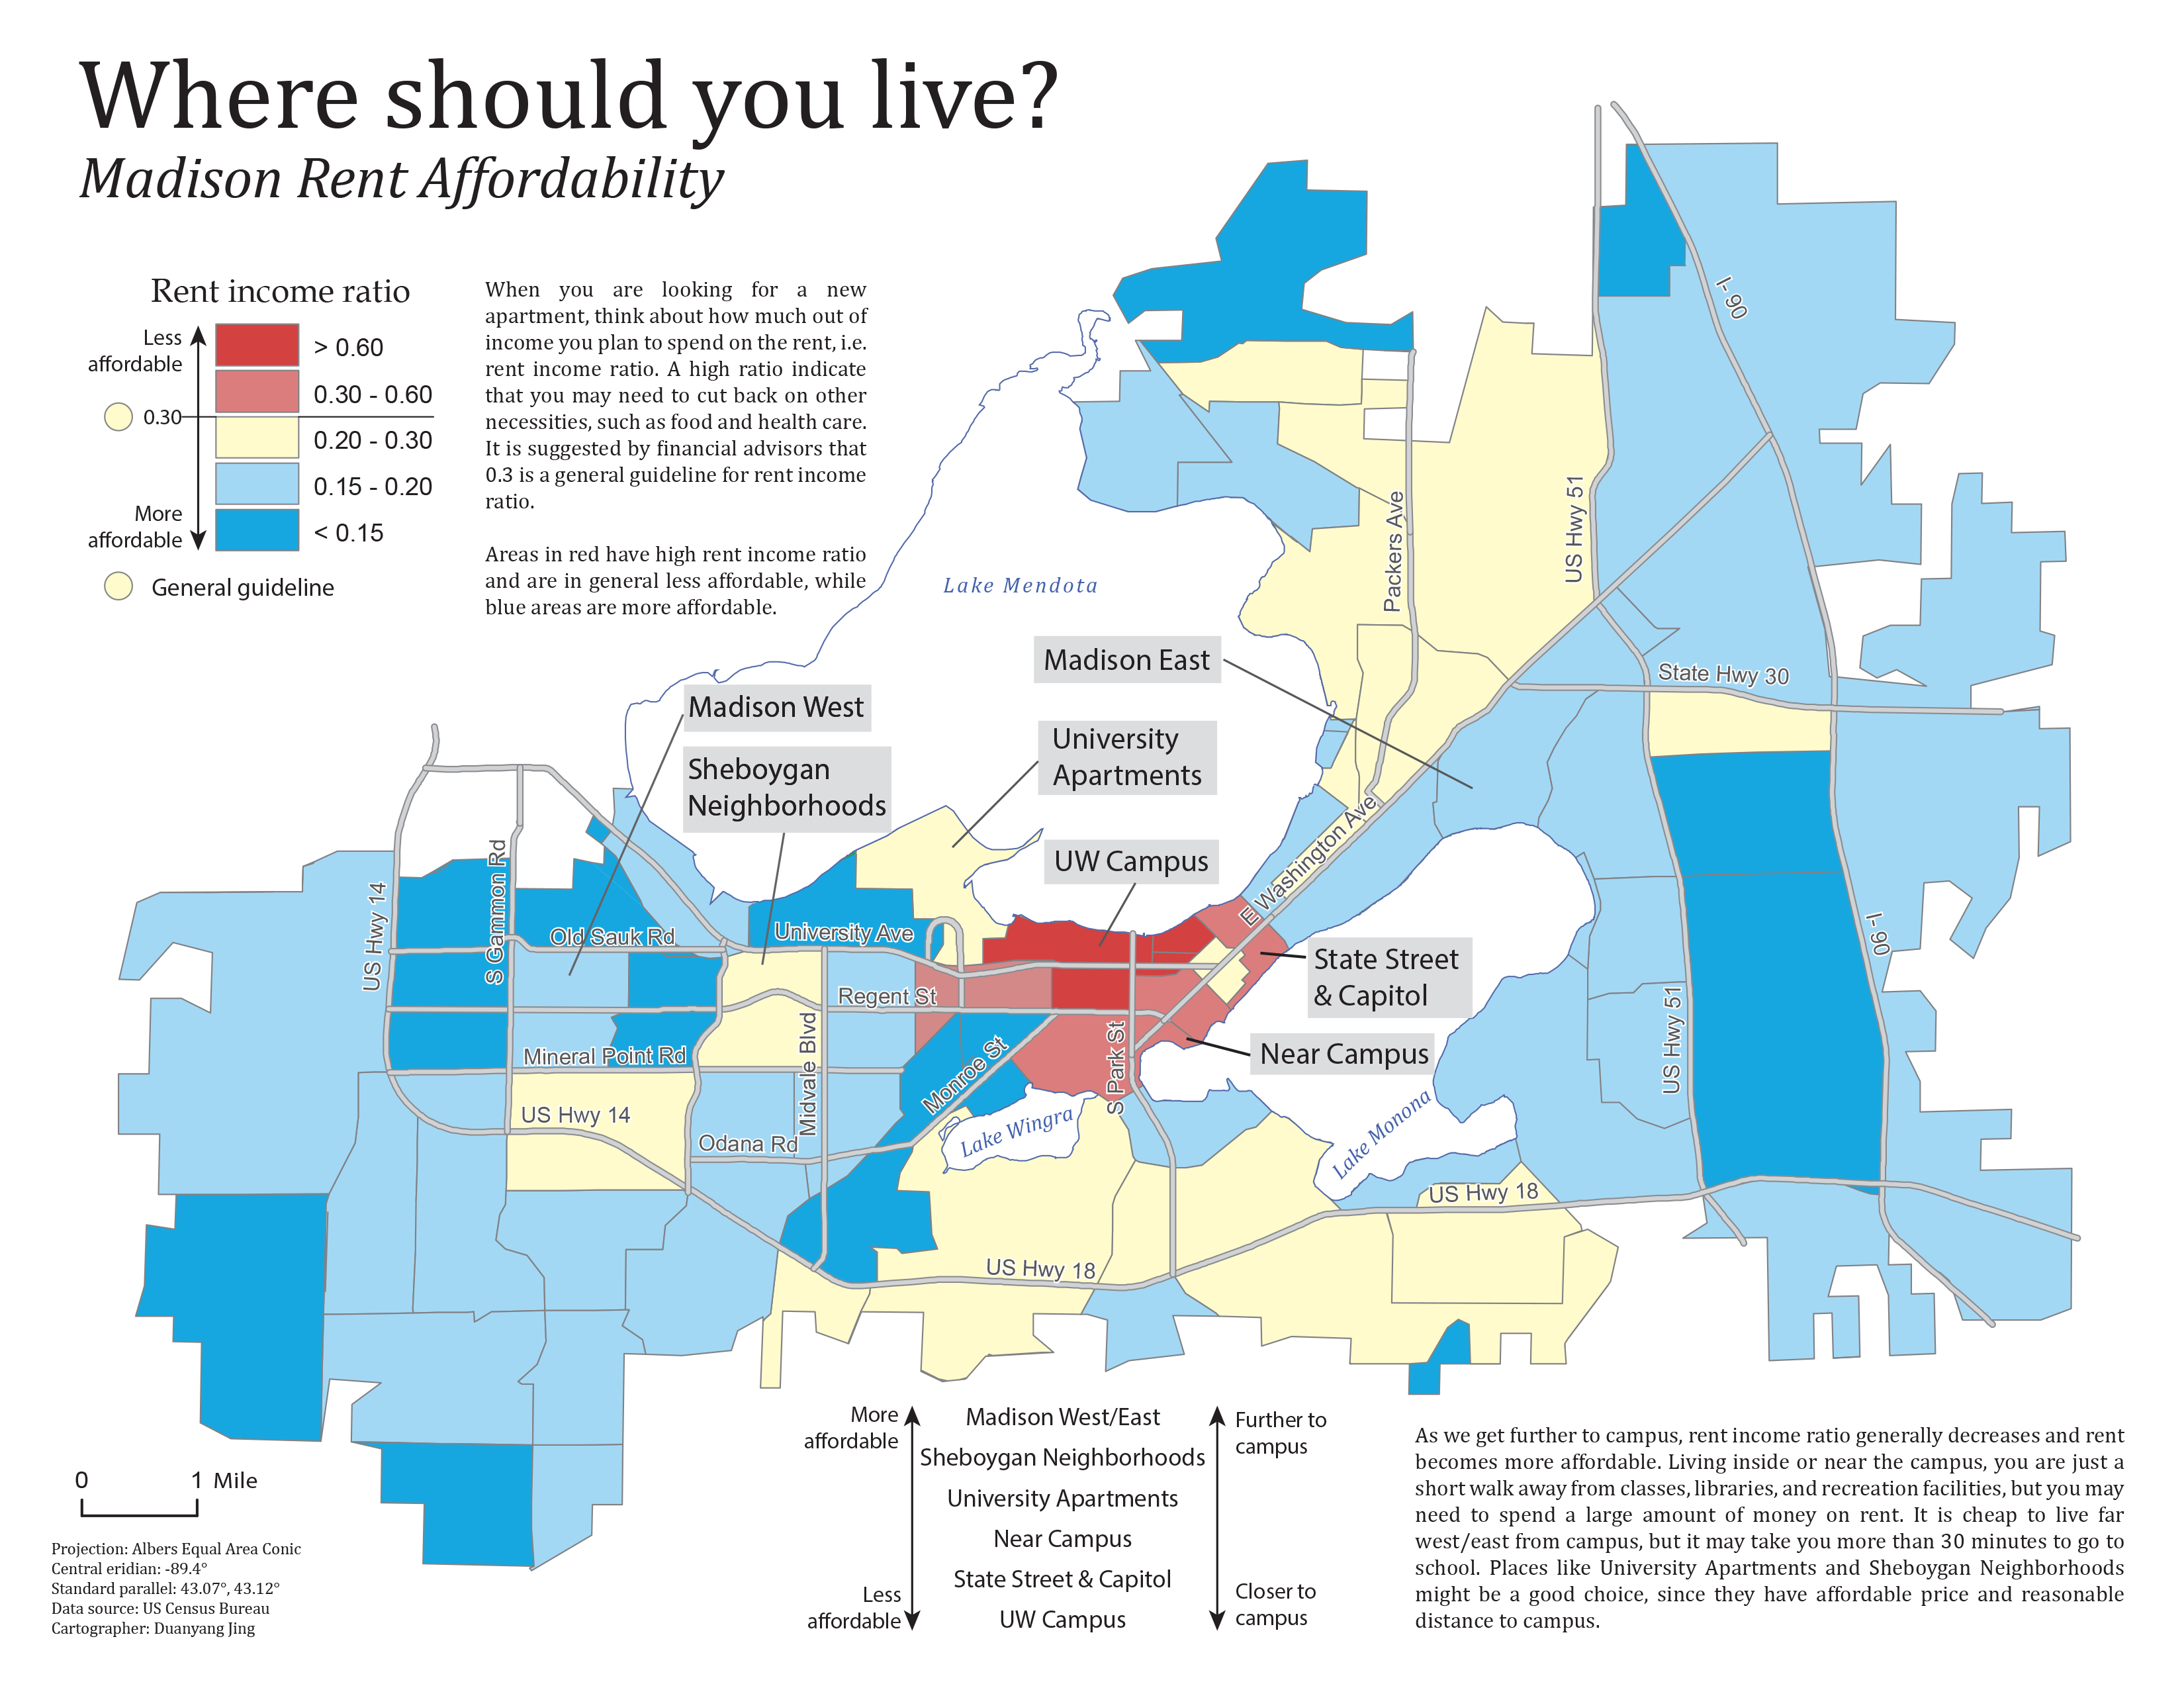 Where should you live?
Madison Rent Affordability
Rent income ratio
Less
affordable
> 0.60
0.30 - 0.60
0.30
0.20 - 0.30
0.15 - 0.20
More
affordable
< 0.15
General guideline
When you are looking for a new
apartment, think about how much out of
income you plan to spend on the rent, i.e.
rent income ratio. A high ratio indicate
that you may need to cut back on other
necessities, such as food and health care.
It is suggested by financial advisors that
0.3 is a general guideline for rent income
ratio.
Areas in red have high rent income ratio
and are in general less affordable, while
blue areas are more affordable.
I- 90
Packers Ave
US Hwy 51
Lake Mendota
Madison East
State Hwy 30
Madison West
University
Apartments
Sheboygan
Neighborhoods
UW Campus
E Washington Ave
US Hwy 14
S Gammon Rd
Old Sauk Rd
University Ave
I- 90
State Street
& Capitol
Regent St
US Hwy 51
Near Campus
Mineral Point Rd
Midvale Blvd
Monroe St
S Park St
US Hwy 14
Odana Rd
Lake Wingra
Lake Monona
US Hwy 18
US Hwy 18
More
affordable
Less
affordable
Madison West/East
Sheboygan Neighborhoods
University Apartments
Near Campus
State Street & Capitol
UW Campus
Further to
campus
Closer to
campus
As we get further to campus, rent income ratio generally decreases and rent
becomes more affordable. Living inside or near the campus, you are just a
short walk away from classes, libraries, and recreation facilities, but you may
need to spend a large amount of money on rent. It is cheap to live far
west/east from campus, but it may take you more than 30 minutes to go to
school. Places like University Apartments and Sheboygan Neighborhoods
might be a good choice, since they have affordable price and reasonable
distance to campus.
0 1 Mile
Projection: Albers Equal Area Conic
Central eridian: -89.4°
Standard parallel: 43.07°, 43.12°
Data source: US Census Bureau
Cartographer: Duanyang Jing